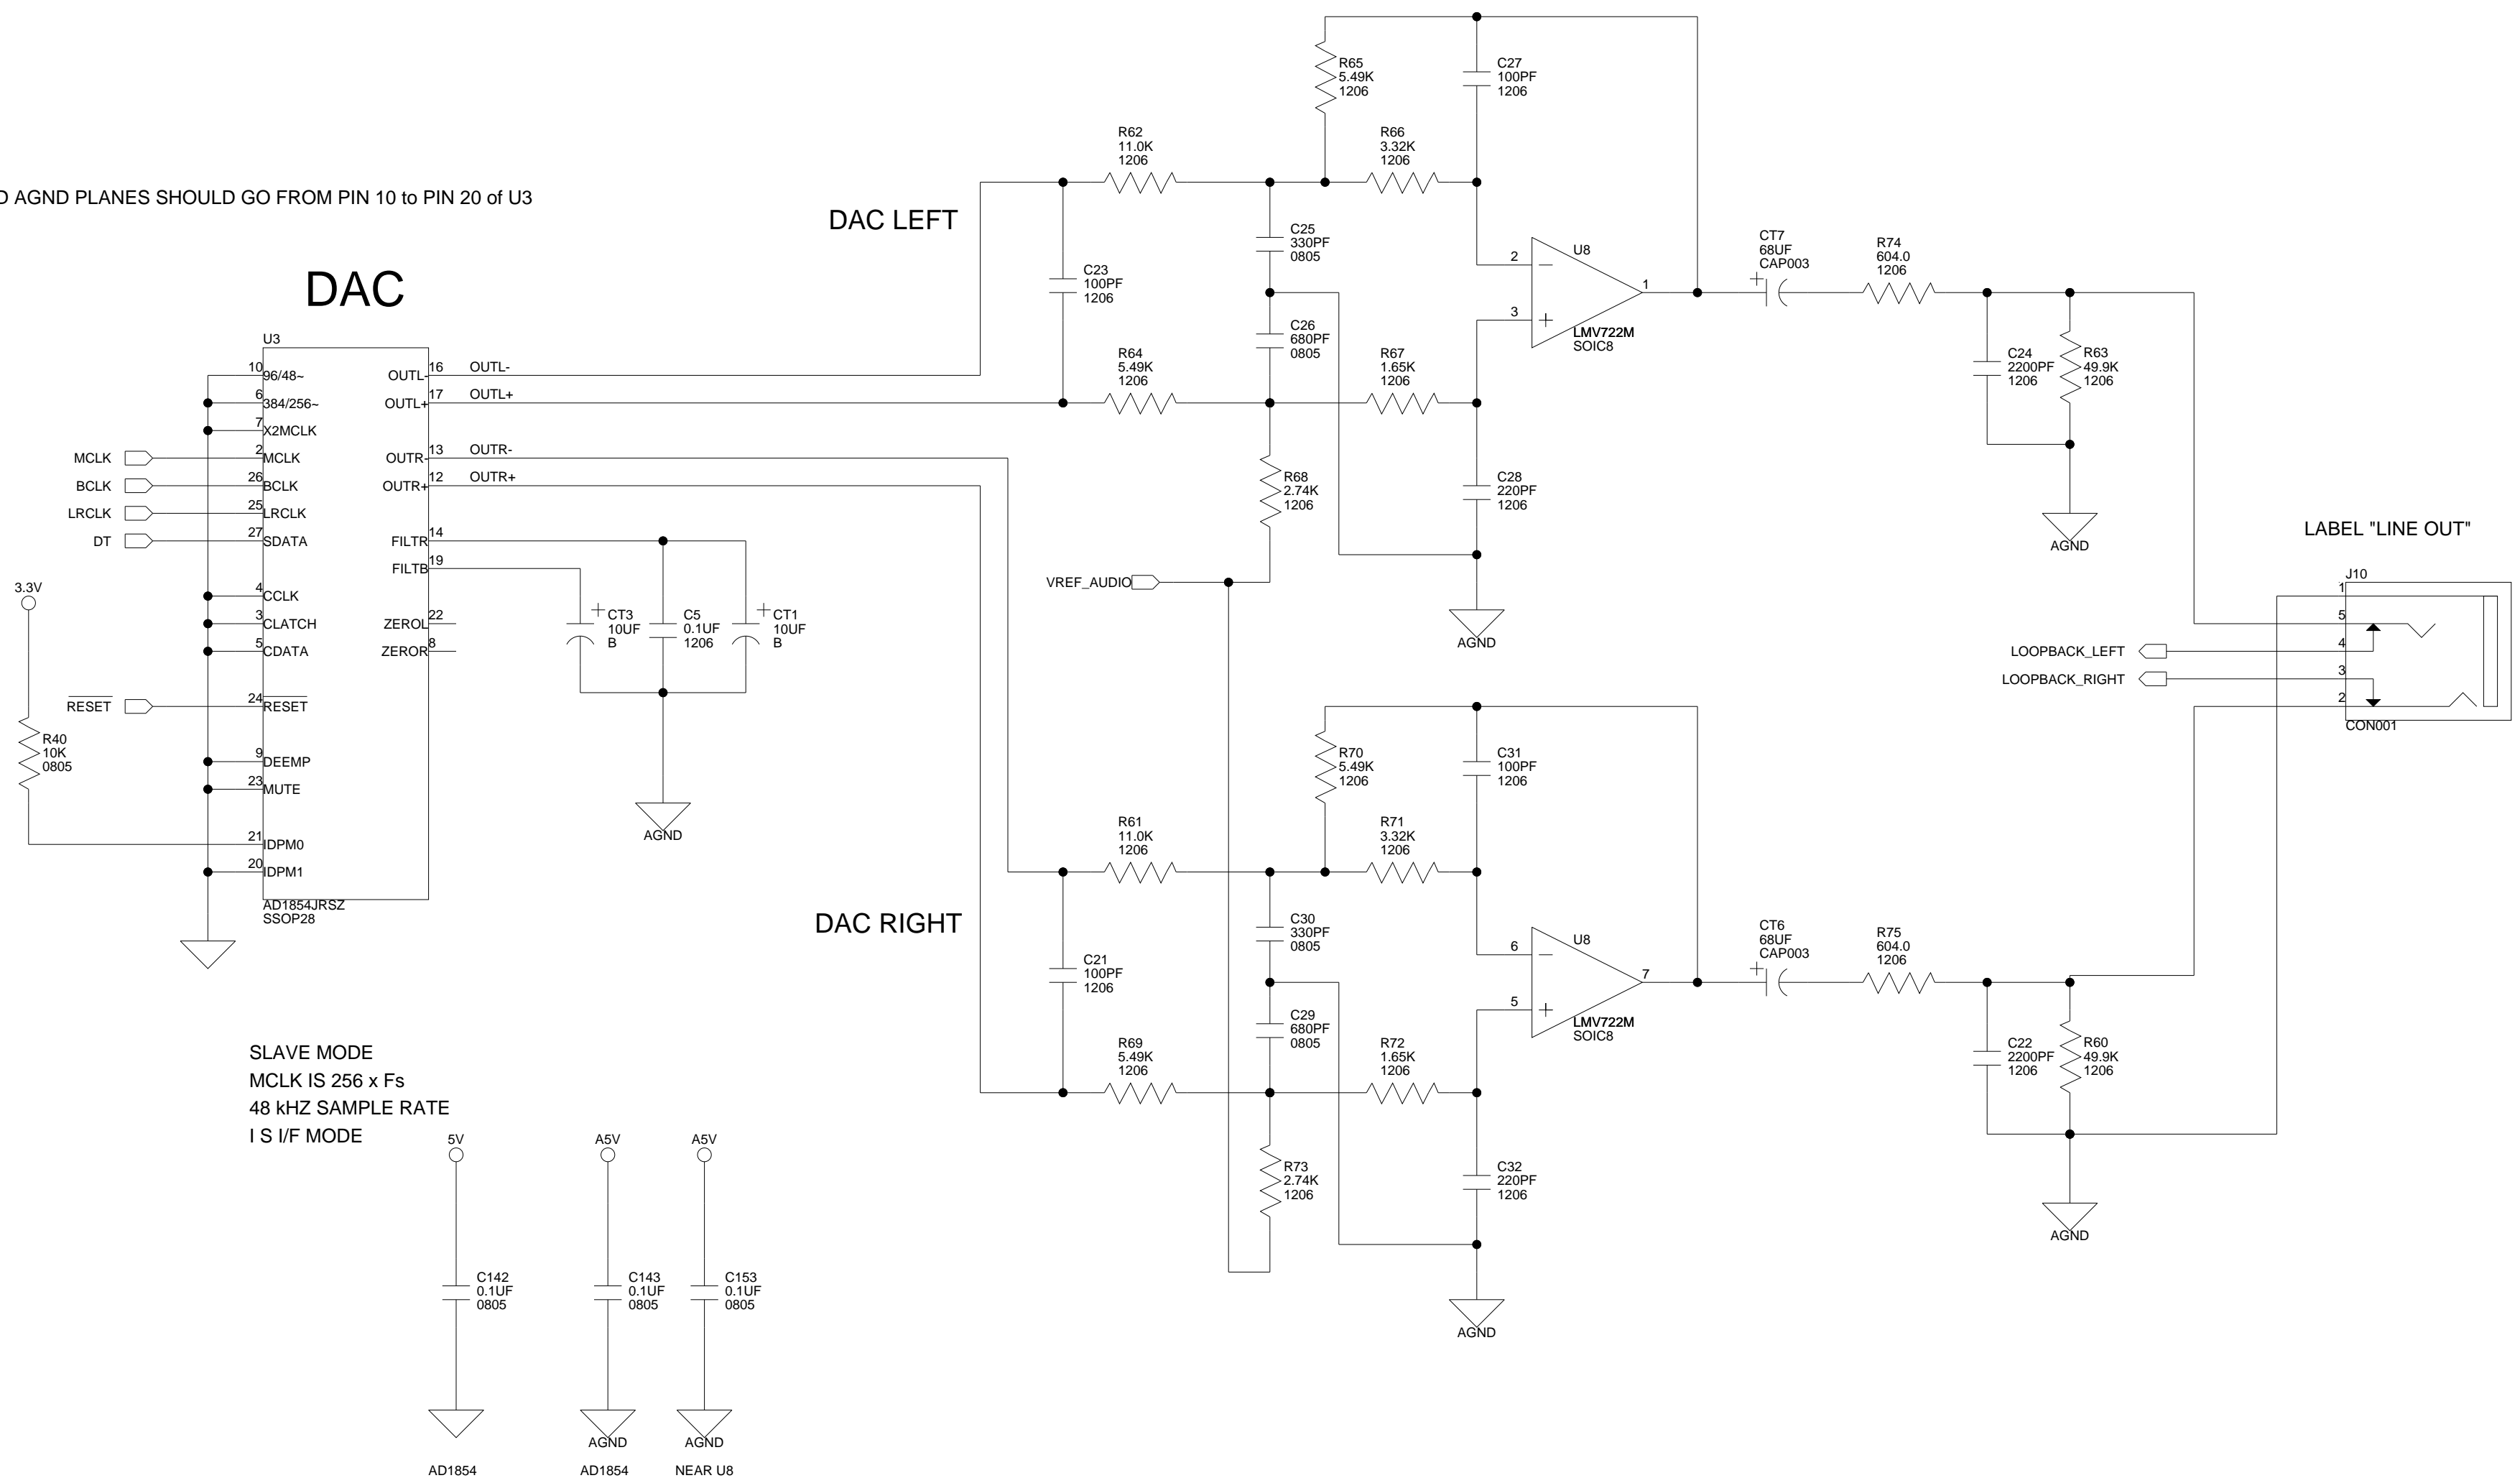 D AGND PLANES SHOULD GO FROM PIN 10 to PIN 20 of U3
DAC
U3
10
96/48~
6
384/256~
7
X2MCLK
MCLK
2
MCLK
BCLK
26
BCLK
LRCLK
25
LRCLK
DT
27
SDATA
4
CCLK
3
CLATCH
5
CDATA
RESET
24
RESET
9
DEEMP
23
MUTE
21
IDPM0
20
IDPM1
OUTL-
16
OUTL-
OUTL+
17
OUTL+
OUTR-
13
OUTR-
OUTR+
12
OUTR+
FILTR
14
FILTB
19
ZEROL
22
ZEROR
8
AD1854JRSZ
SSOP28
3.3V
R40
10K
0805
CT3
10UF
B
C5
0.1UF
1206
CT1
10UF
B
AGND
SLAVE MODE
MCLK IS 256 x Fs
48 kHZ SAMPLE RATE
I S I/F MODE
5V
C142
0.1UF
0805
AD1854
A5V
C143
0.1UF
0805
AGND
AD1854
A5V
C153
0.1UF
0805
AGND
NEAR U8
DAC LEFT
R65
5.49K
1206
C27
100PF
1206
R62
11.0K
1206
R66
3.32K
1206
C23
100PF
1206
C25
330PF
0805
C26
680PF
0805
R64
5.49K
1206
R67
1.65K
1206
R68
2.74K
1206
C28
220PF
1206
VREF_AUDIO
AGND
2
3
1
U8
LMV722M
SOIC8
CT7
68UF
CAP003
R74
604.0
1206
C24
2200PF
1206
R63
49.9K
1206
AGND
LABEL "LINE OUT"
J10
1
5
4
3
2
CON001
LOOPBACK_LEFT
LOOPBACK_RIGHT
DAC RIGHT
R70
5.49K
1206
C31
100PF
1206
R61
11.0K
1206
R71
3.32K
1206
C21
100PF
1206
C30
330PF
0805
C29
680PF
0805
R69
5.49K
1206
R72
1.65K
1206
R73
2.74K
1206
C32
220PF
1206
AGND
6
5
7
U8
LMV722M
SOIC8
CT6
68UF
CAP003
R75
604.0
1206
C22
2200PF
1206
R60
49.9K
1206
AGND